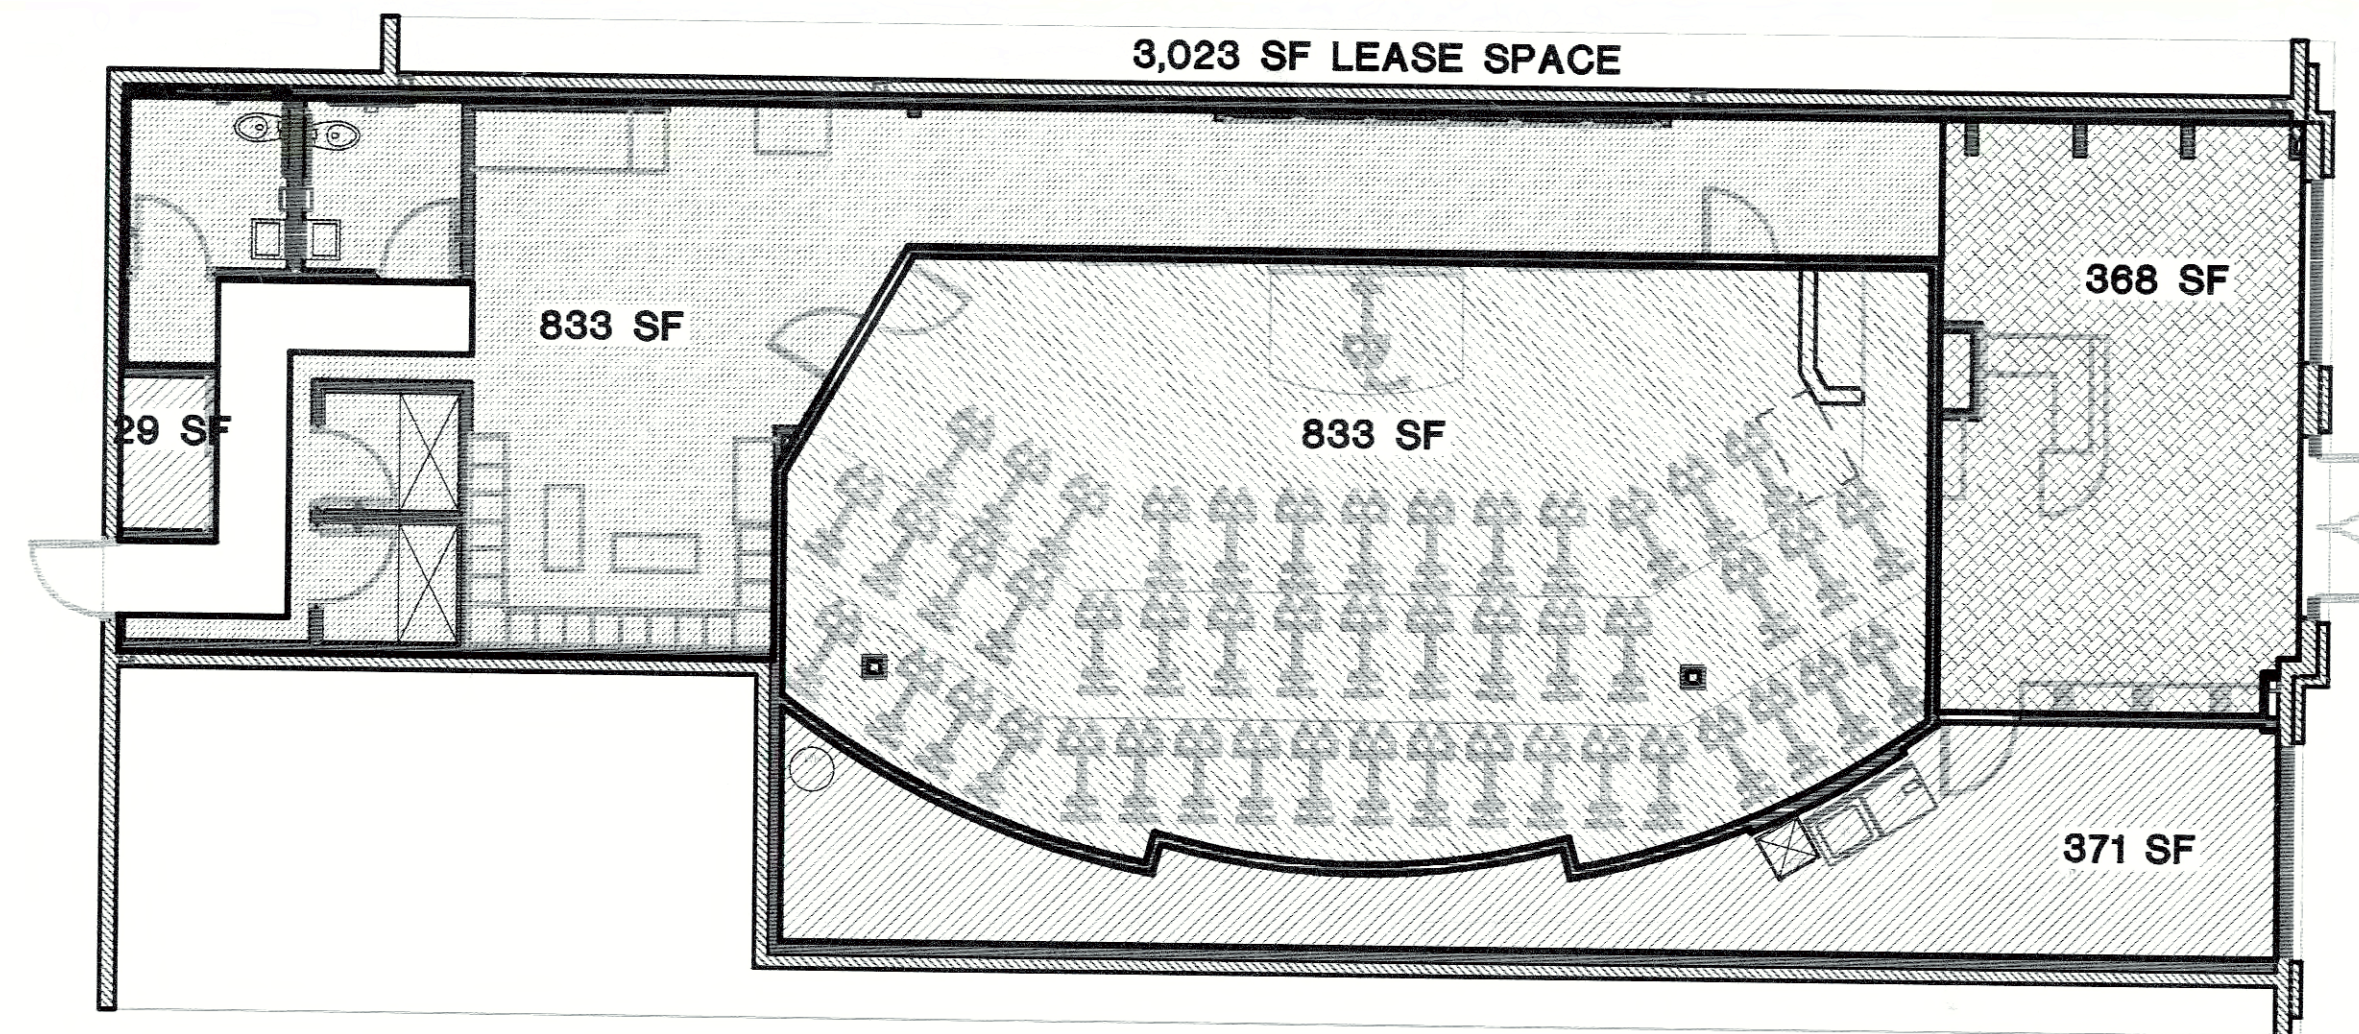 3,023 SF LEASE SPACE
368 SF
833 SF
833 SF
29 SF
371 SF